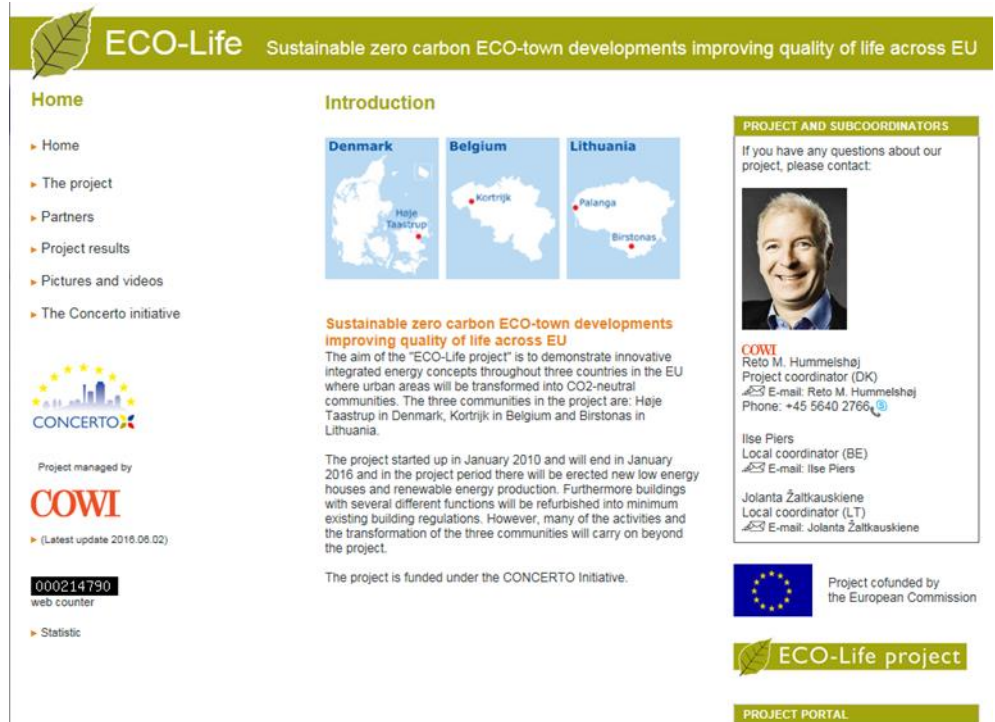 ECO-Life Sustainable zero carbon ECO-town developments improving quality of life across EU
Home
Home
The project
Partners
Project results
Pictures and videos
The Concerto initiative
CONCERTO
Project managed by
COWI
(Latest update 2016.06.02)
000214790
web counter
Statistic
Introduction
Denmark
Høje
Taastrup
Belgium
Kortrijk
Lithuania
Palanga
Birstonas
Sustainable zero carbon ECO-town developments
improving quality of life across EU
The aim of the "ECO-Life project" is to demonstrate innovative
integrated energy concepts throughout three countries in the EU
where urban areas will be transformed into CO2-neutral
communities. The three communities in the project are: Høje
Taastrup in Denmark, Kortrijk in Belgium and Birstonas in
Lithuania.
The project started up in January 2010 and will end in January
2016 and in the project period there will be erected new low energy
houses and renewable energy production. Furthermore buildings
with several different functions will be refurbished into minimum
existing building regulations. However, many of the activities and
the transformation of the three communities will carry on beyond
the project.
The project is funded under the CONCERTO Initiative.
PROJECT AND SUBCOORDINATORS
If you have any questions about our
project, please contact:
COWI
Reto M. Hummelshøj
Project coordinator (DK)
E-mail: Reto M. Hummelshøj
Phone: +45 5640 2766
Ilse Piers
Local coordinator (BE)
E-mail: Ilse Piers
Jolanta Žaltkauskiene
Local coordinator (LT)
E-mail: Jolanta Žaltkauskiene
Project cofunded by
the European Commission
ECO-Life project
PROJECT PORTAL